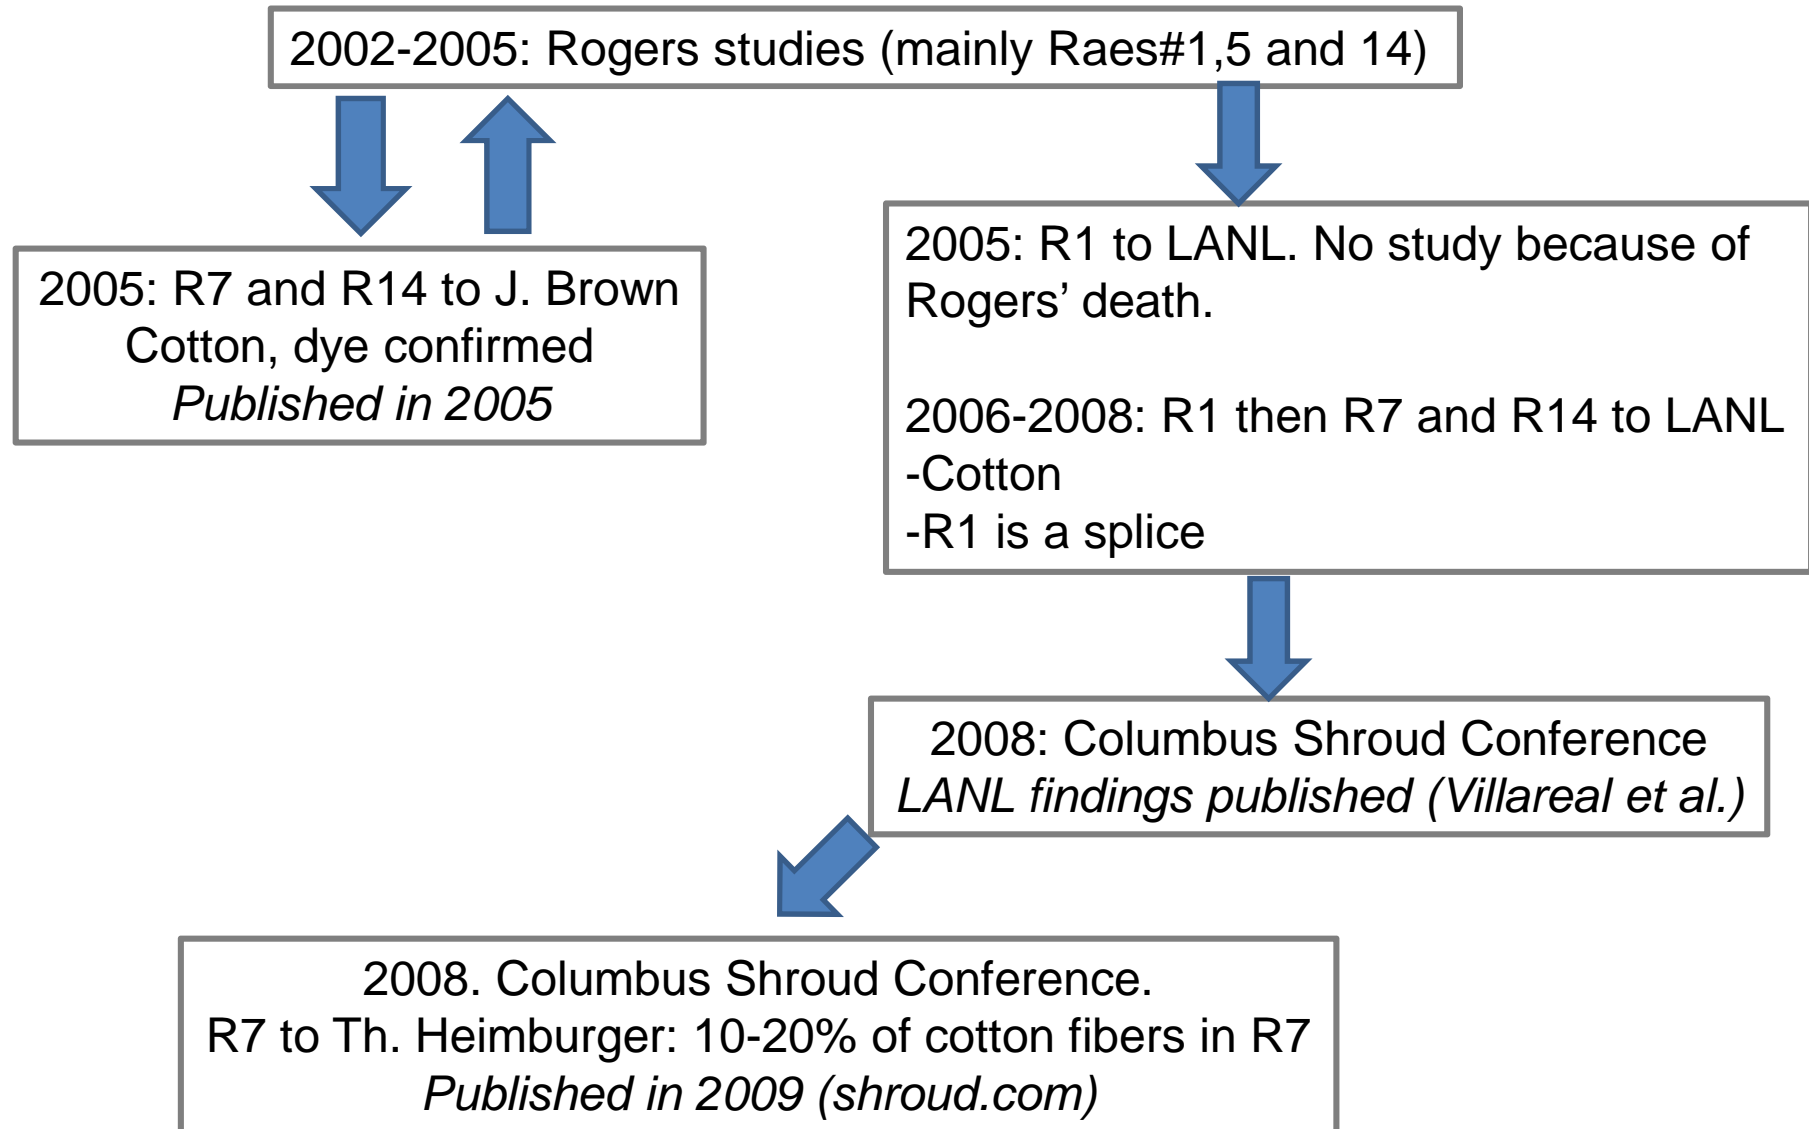 2002-2005: Rogers studies (mainly Raes#1,5 and 14)
2005: R7 and R14 to J. Brown
Cotton, dye confirmed
Published in 2005
2005: R1 to LANL. No study because of
Rogers’ death.
2006-2008: R1 then R7 and R14 to LANL
-Cotton
-R1 is a splice
2008: Columbus Shroud Conference
LANL findings published (Villareal et al.)
2008. Columbus Shroud Conference.
R7 to Th. Heimburger: 10-20% of cotton fibers in R7
Published in 2009 (shroud.com)